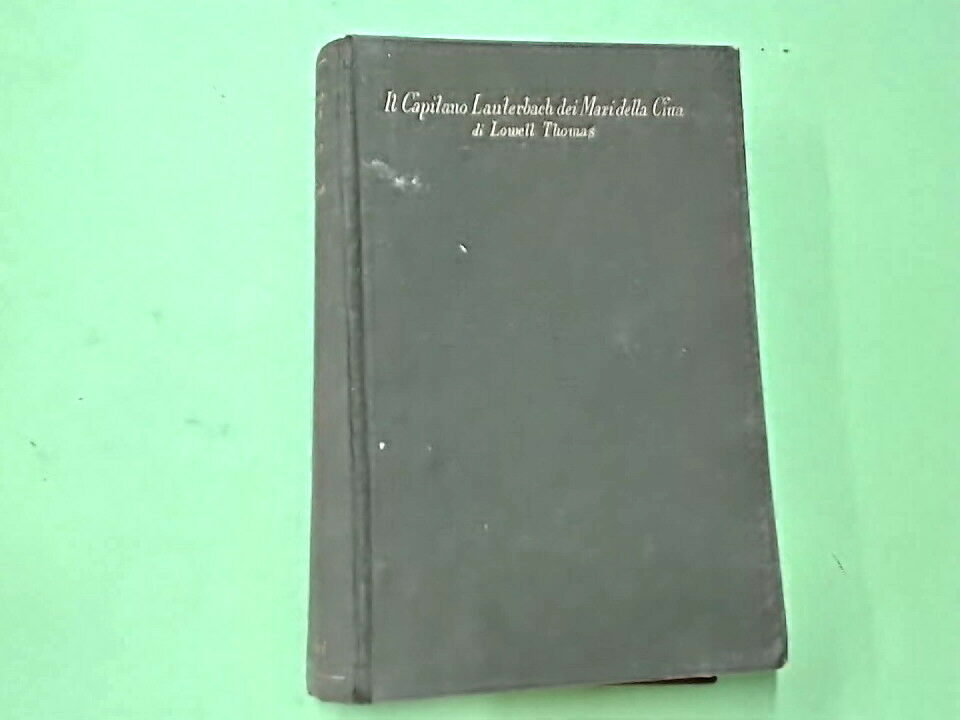 Il Capitano Lauterbach dei Mari della Cina
di Lowell Thomas